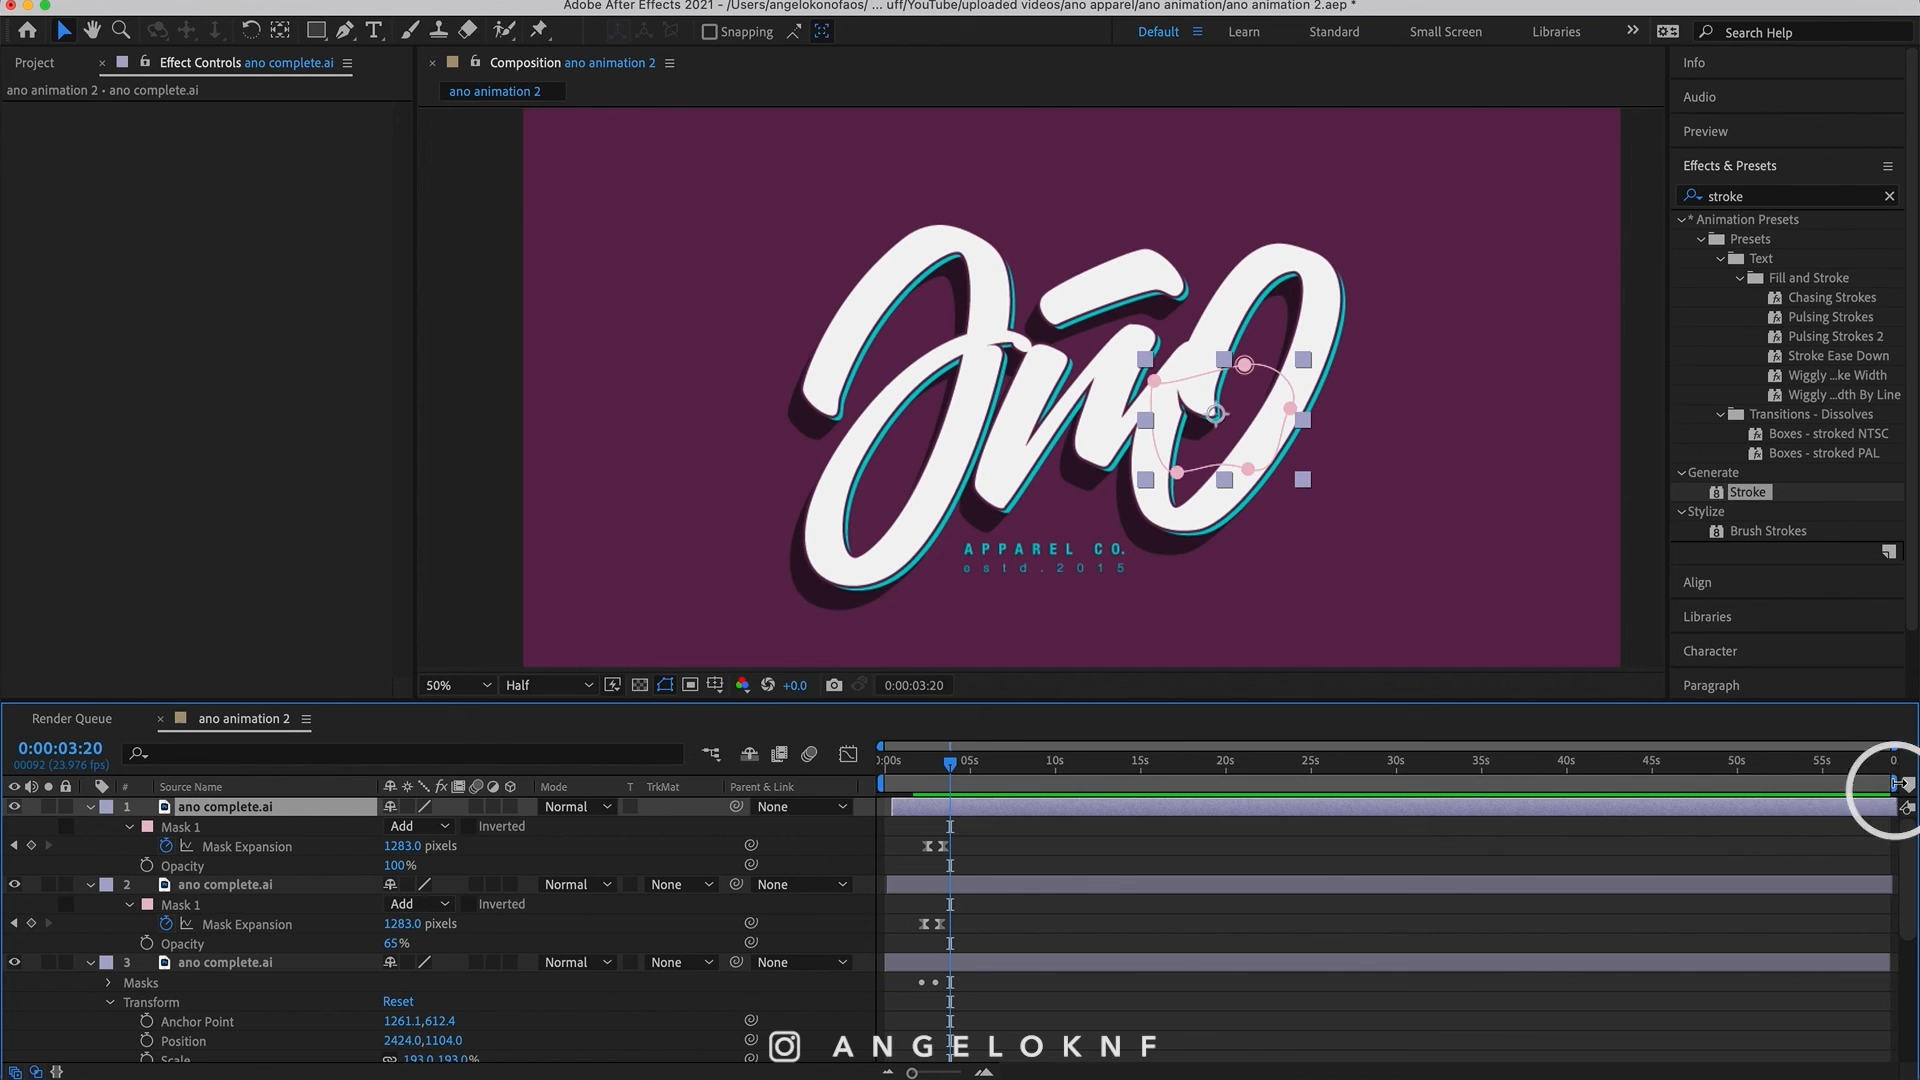 Adobe After Effects 2021 - /Users/angelokonofaos/ ... uff/YouTube/uploaded videos/ano apparel/ano animation/ano animation 2.aep *
Snapping
Default
Learn
Standard
Small Screen
Libraries
Search Help
Project
Effect Controls ano complete.ai
ano animation 2 • ano complete.ai
Composition ano animation 2
ano animation 2
Info
Audio
Preview
Effects & Presets
stroke
* Animation Presets
Presets
Text
Fill and Stroke
Chasing Strokes
Pulsing Strokes
Pulsing Strokes 2
Stroke Ease Down
Wiggly ...ke Width
Wiggly ...dth By Line
Transitions - Dissolves
Boxes - stroked NTSC
Boxes - stroked PAL
Generate
Stroke
Stylize
Brush Strokes
Align
Libraries
Character
Paragraph
āno
APPAREL CO.
estd.2015
50%
Half
+0.0
0:00:03:20
Render Queue
ano animation 2
0:00:03:20
00092 (23.976 fps)
):00s 05s 10s 15s 20s 25s 30s 35s 40s 45s 50s 55s 0
# Source Name fx Mode T TrkMat Parent & Link
1 ano complete.ai Normal None
Mask 1 Add Inverted
Mask Expansion 1283.0 pixels
Opacity 100%
2 ano complete.ai Normal None None
Mask 1 Add Inverted
Mask Expansion 1283.0 pixels
Opacity 65%
3 ano complete.ai Normal None None
Masks
Transform Reset
Anchor Point 1261.1,612.4
Position 2424.0,1104.0
Scale 193.0,193.0%
ANGELOKNF